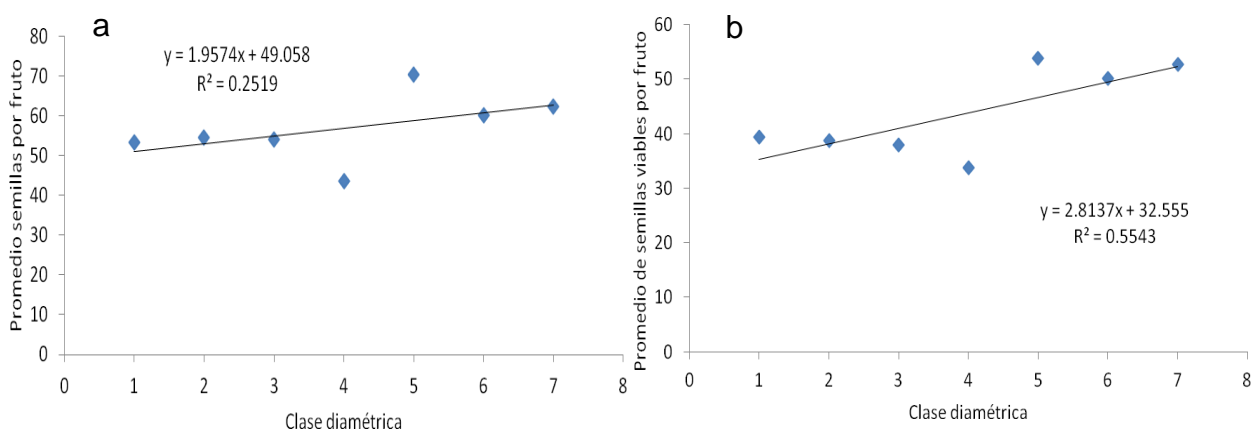 a
y = 1.9574x + 49.058
R² = 0.2519
Promedio semillas por fruto
80
70
60
50
40
30
20
10
0
0 1 2 3 4 5 6 7 8
Clase diamétrica
b
y = 2.8137x + 32.555
R² = 0.5543
Promedio de semillas viables por fruto
60
50
40
30
20
10
0
0 1 2 3 4 5 6 7 8
Clase diamétrica